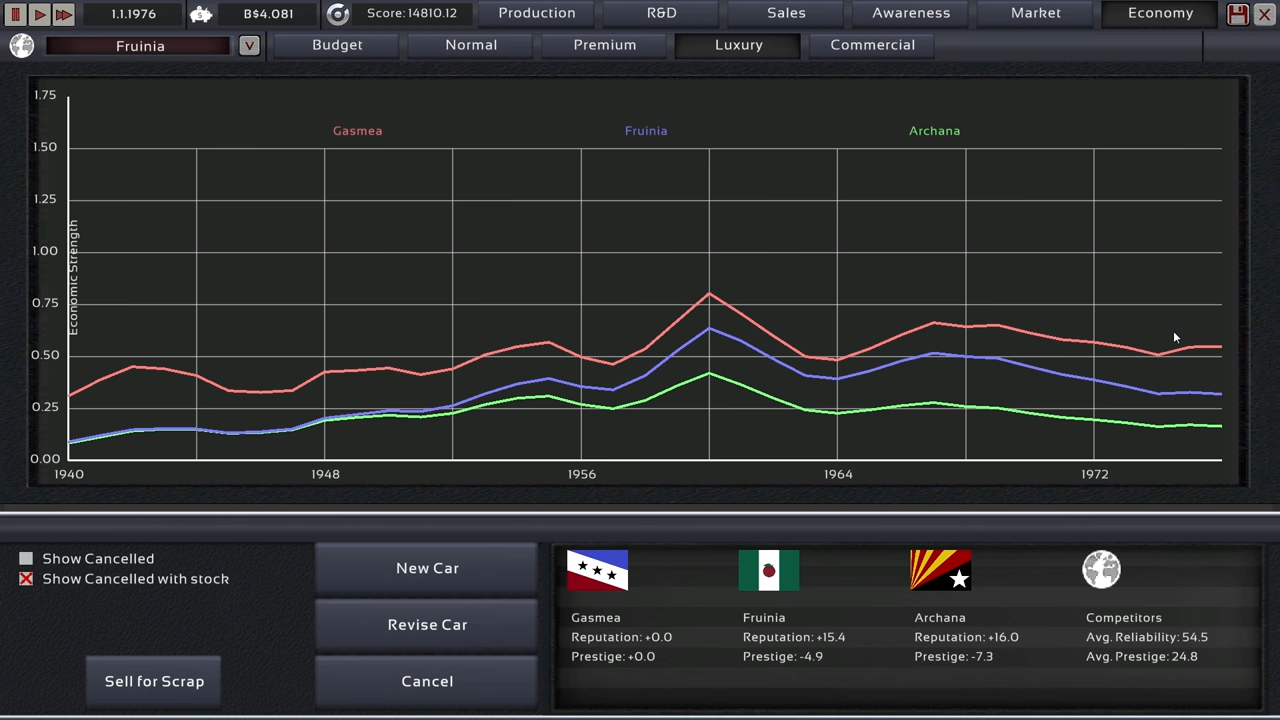 1.1.1976 B$4.081 Score: 14810.12 Production R&D Sales Awareness Market Economy
Fruinia V Budget Normal Premium Luxury Commercial
1.75
Gasmea Fruinia Archana
1.50
1.25
1.00
0.75
0.50
0.25
0.00
Economic Strength
1940 1948 1956 1964 1972
Show Cancelled
Show Cancelled with stock
Sell for Scrap
New Car
Revise Car
Cancel
Gasmea Fruinia Archana Competitors
Reputation: +0.0 Reputation: +15.4 Reputation: +16.0 Avg. Reliability: 54.5
Prestige: +0.0 Prestige: -4.9 Prestige: -7.3 Avg. Prestige: 24.8